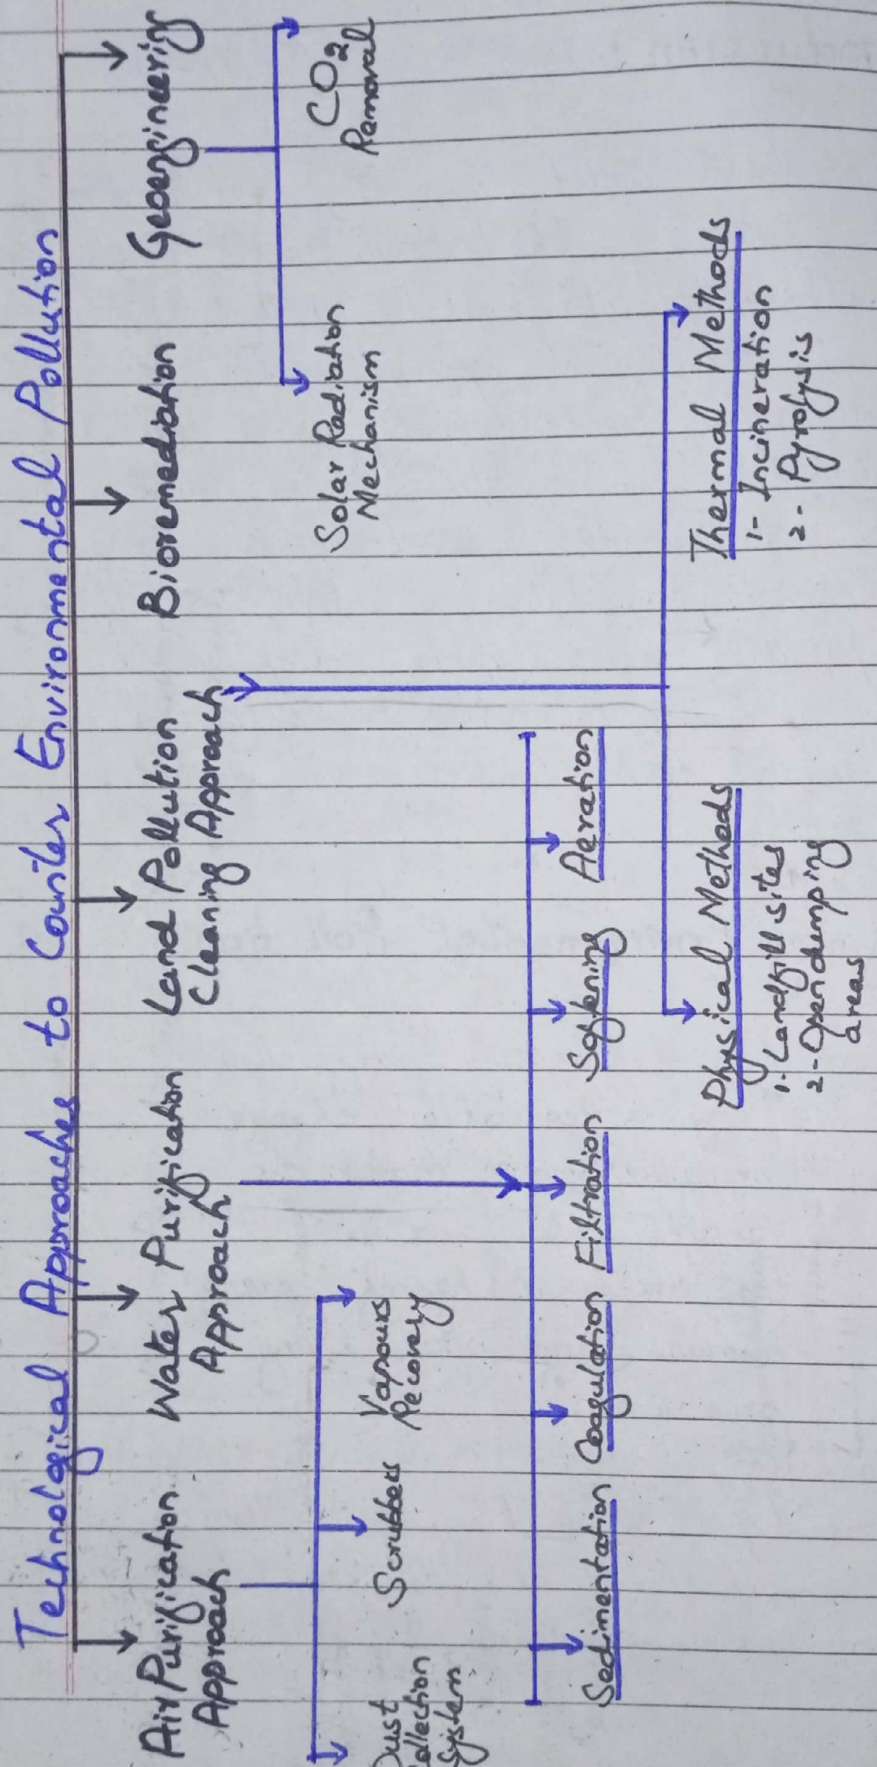 Technological Approaches to Counter Environmental Pollution
Air Purification
Approach
Water Purification
Approach
Land Pollution
Cleaning Approach
Bioremediation
Geoengineering
Dust
Collection
System
Scrubbers
Vapours
Recovery
Solar Radiation
Mechanism
CO2
Removal
Sedimentation
Coagulation
Filtration
Softening
Aeration
Physical Methods
1- Landfill sites
2- Open dumping
areas
Thermal Methods
1- Incineration
2- Pyrolysis